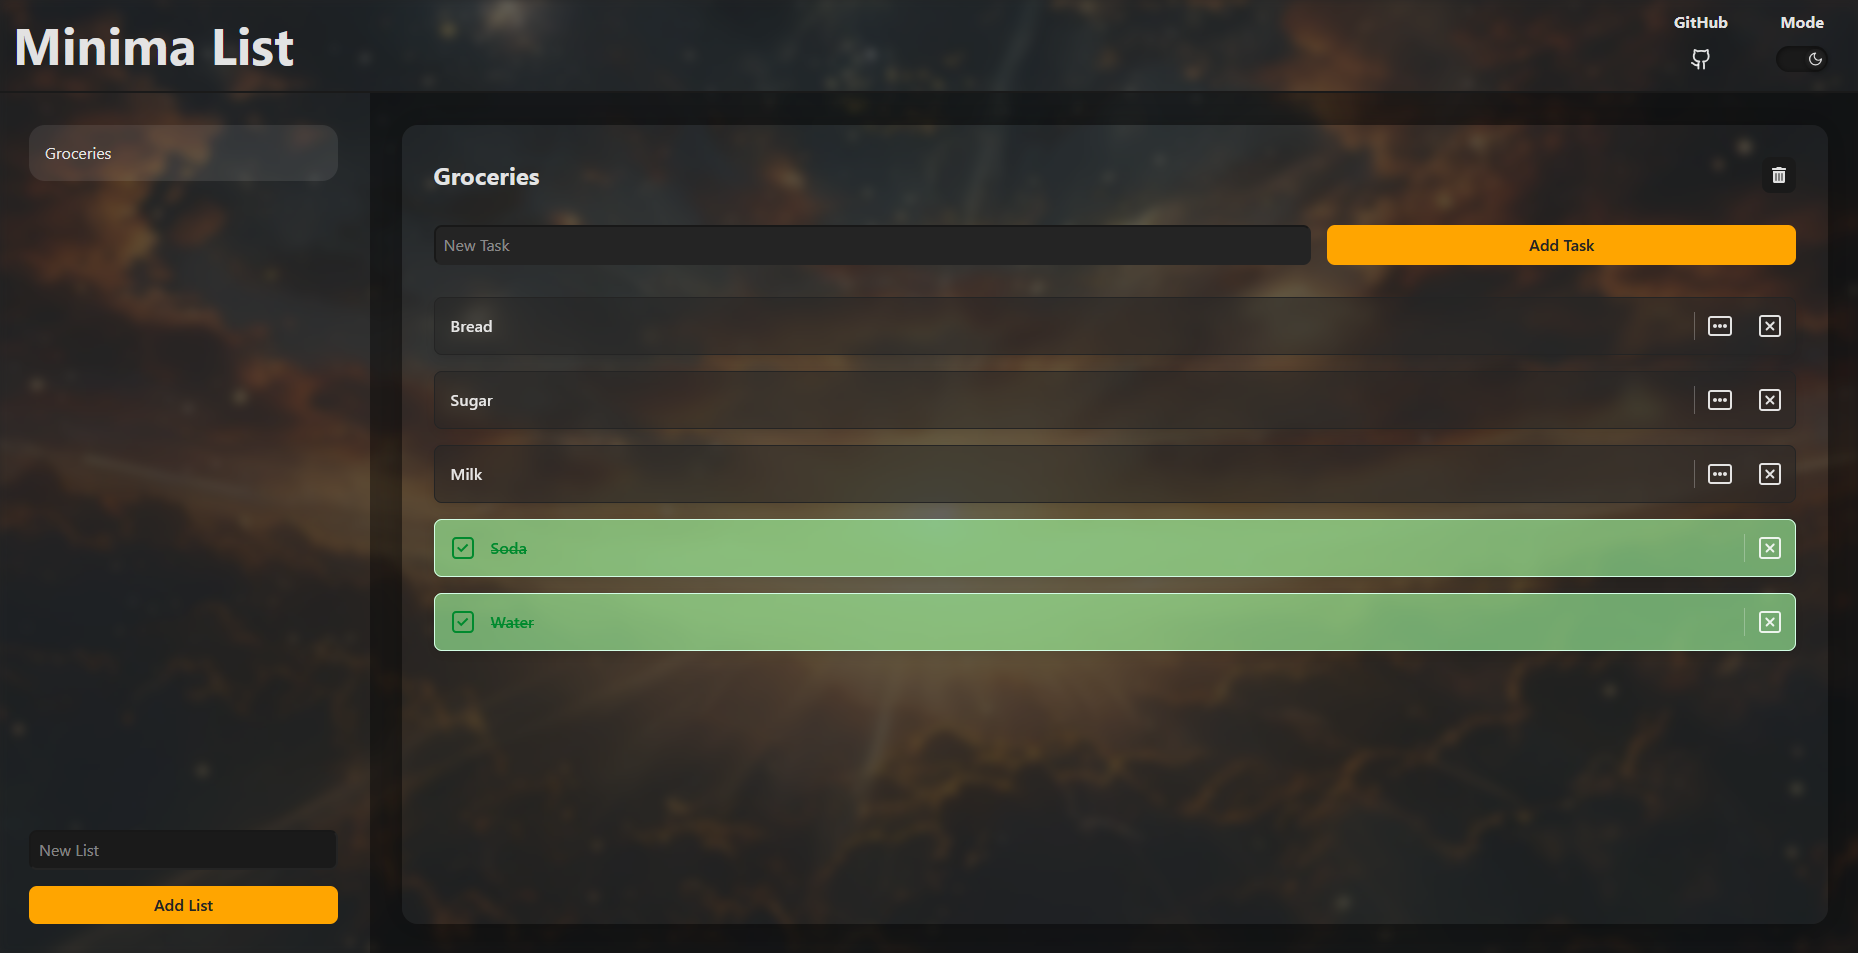 Minima List
GitHub
Mode
Groceries
Groceries
New Task
Add Task
Bread
Sugar
Milk
Soda
Water
New List
Add List